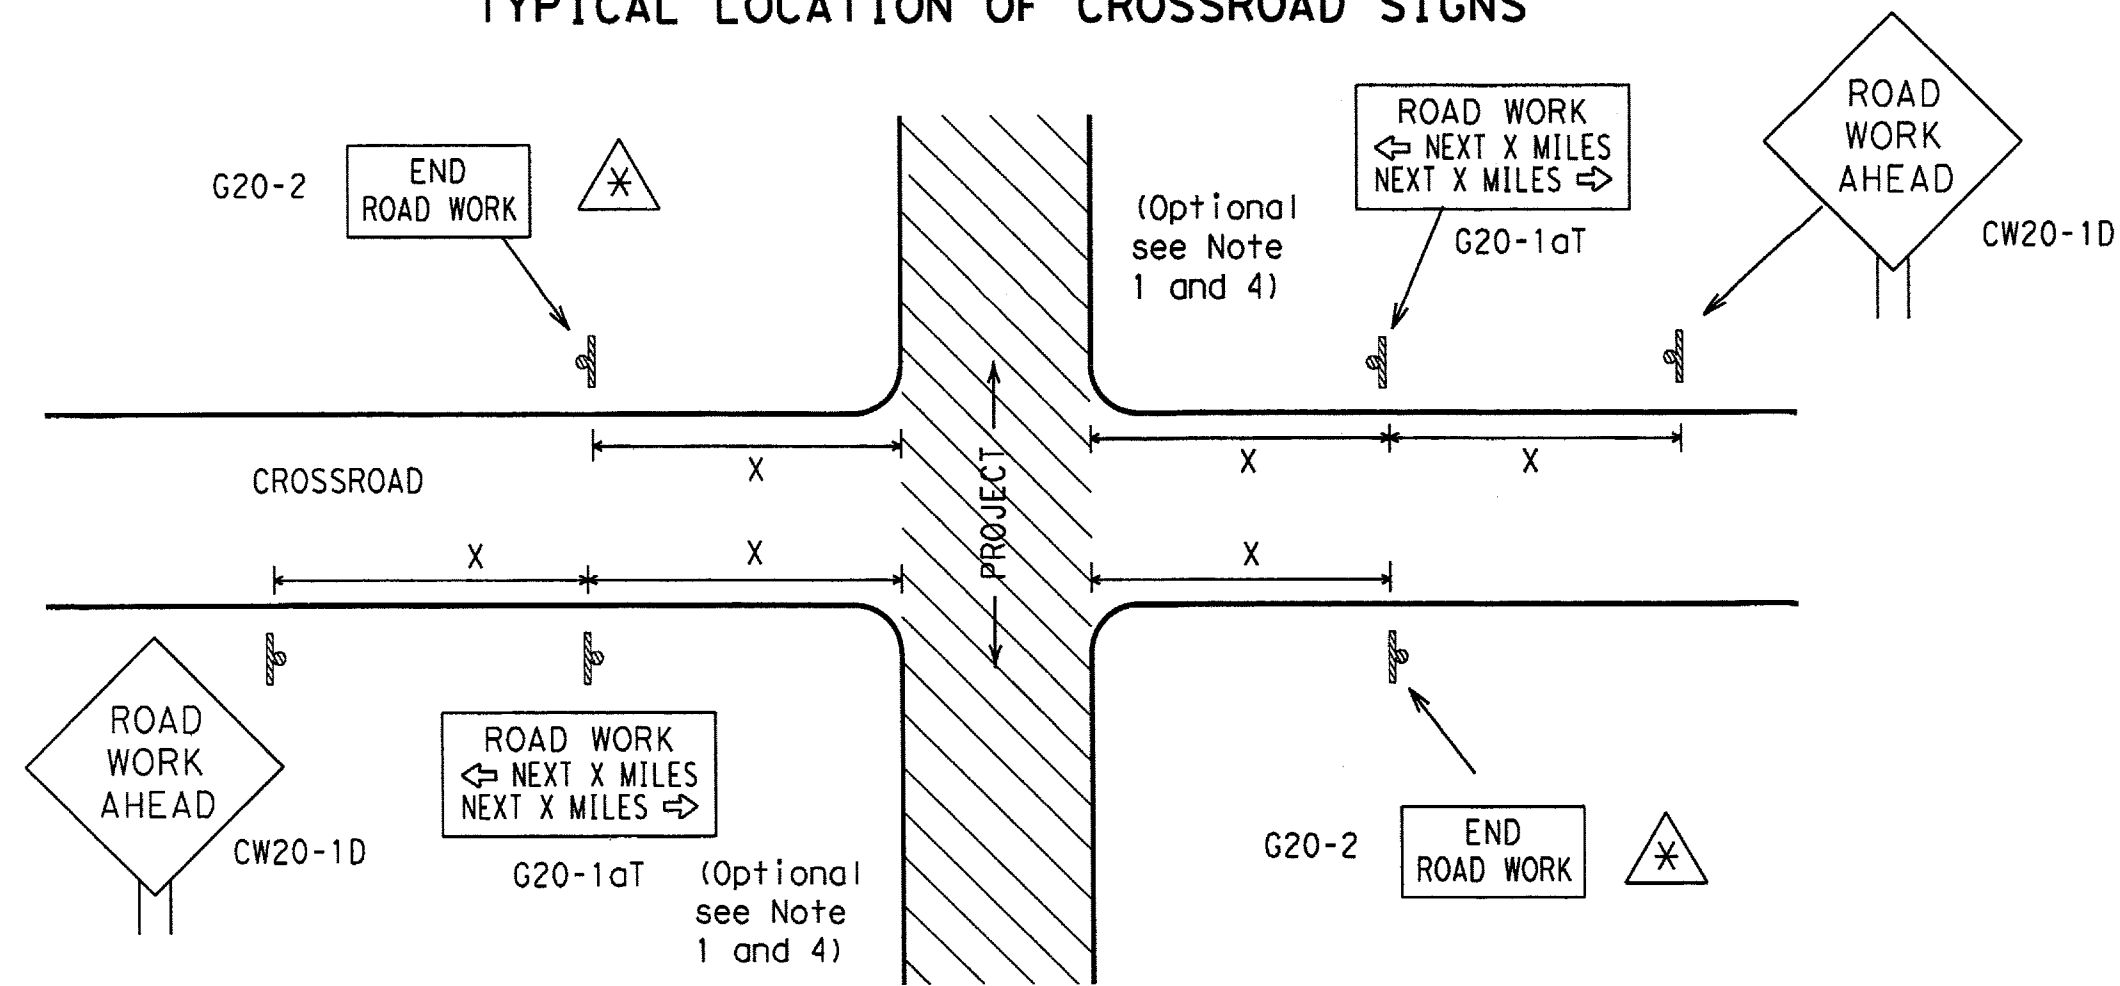 TYPICAL LOCATION OF CROSSROAD SIGNS
G20-2
END
ROAD WORK
*
(Optional
see Note
1 and 4)
ROAD WORK
⇦ NEXT X MILES
NEXT X MILES ⇨
G20-1aT
ROAD
WORK
AHEAD
CW20-1D
CROSSROAD
X
X
X
PROJECT
X
X
X
ROAD
WORK
AHEAD
CW20-1D
ROAD WORK
⇦ NEXT X MILES
NEXT X MILES ⇨
G20-1aT
(Optional
see Note
1 and 4)
G20-2
END
ROAD WORK
*